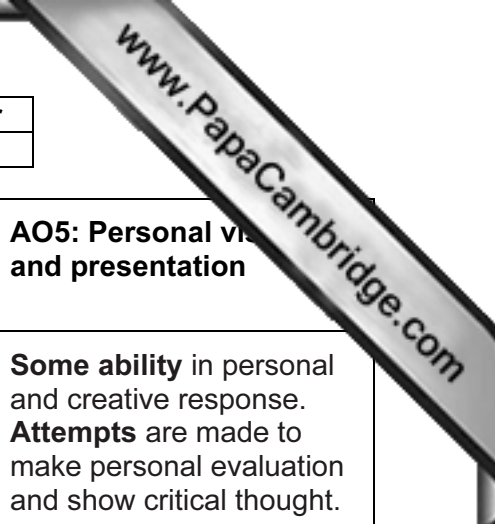 www.PapaCambridge.com
AO5: Personal
and presentation
Some ability in personal
and creative response.
Attempts are made to
make personal evaluation
and show critical thought.